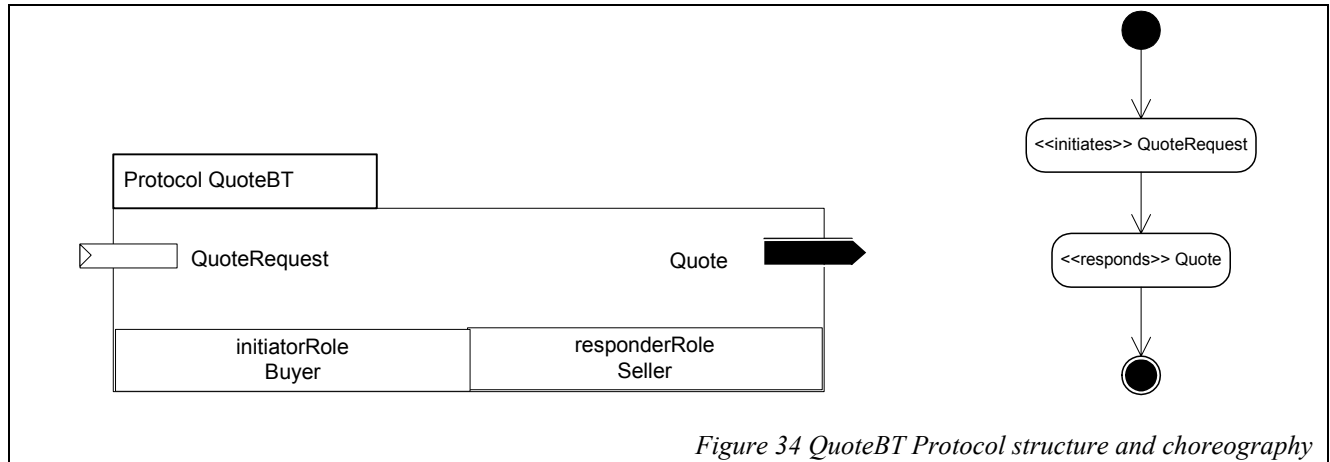 Protocol QuoteBT
QuoteRequest
Quote
initiatorRole
Buyer
responderRole
Seller
<<initiates>> QuoteRequest
<<responds>> Quote
Figure 34 QuoteBT Protocol structure and choreography